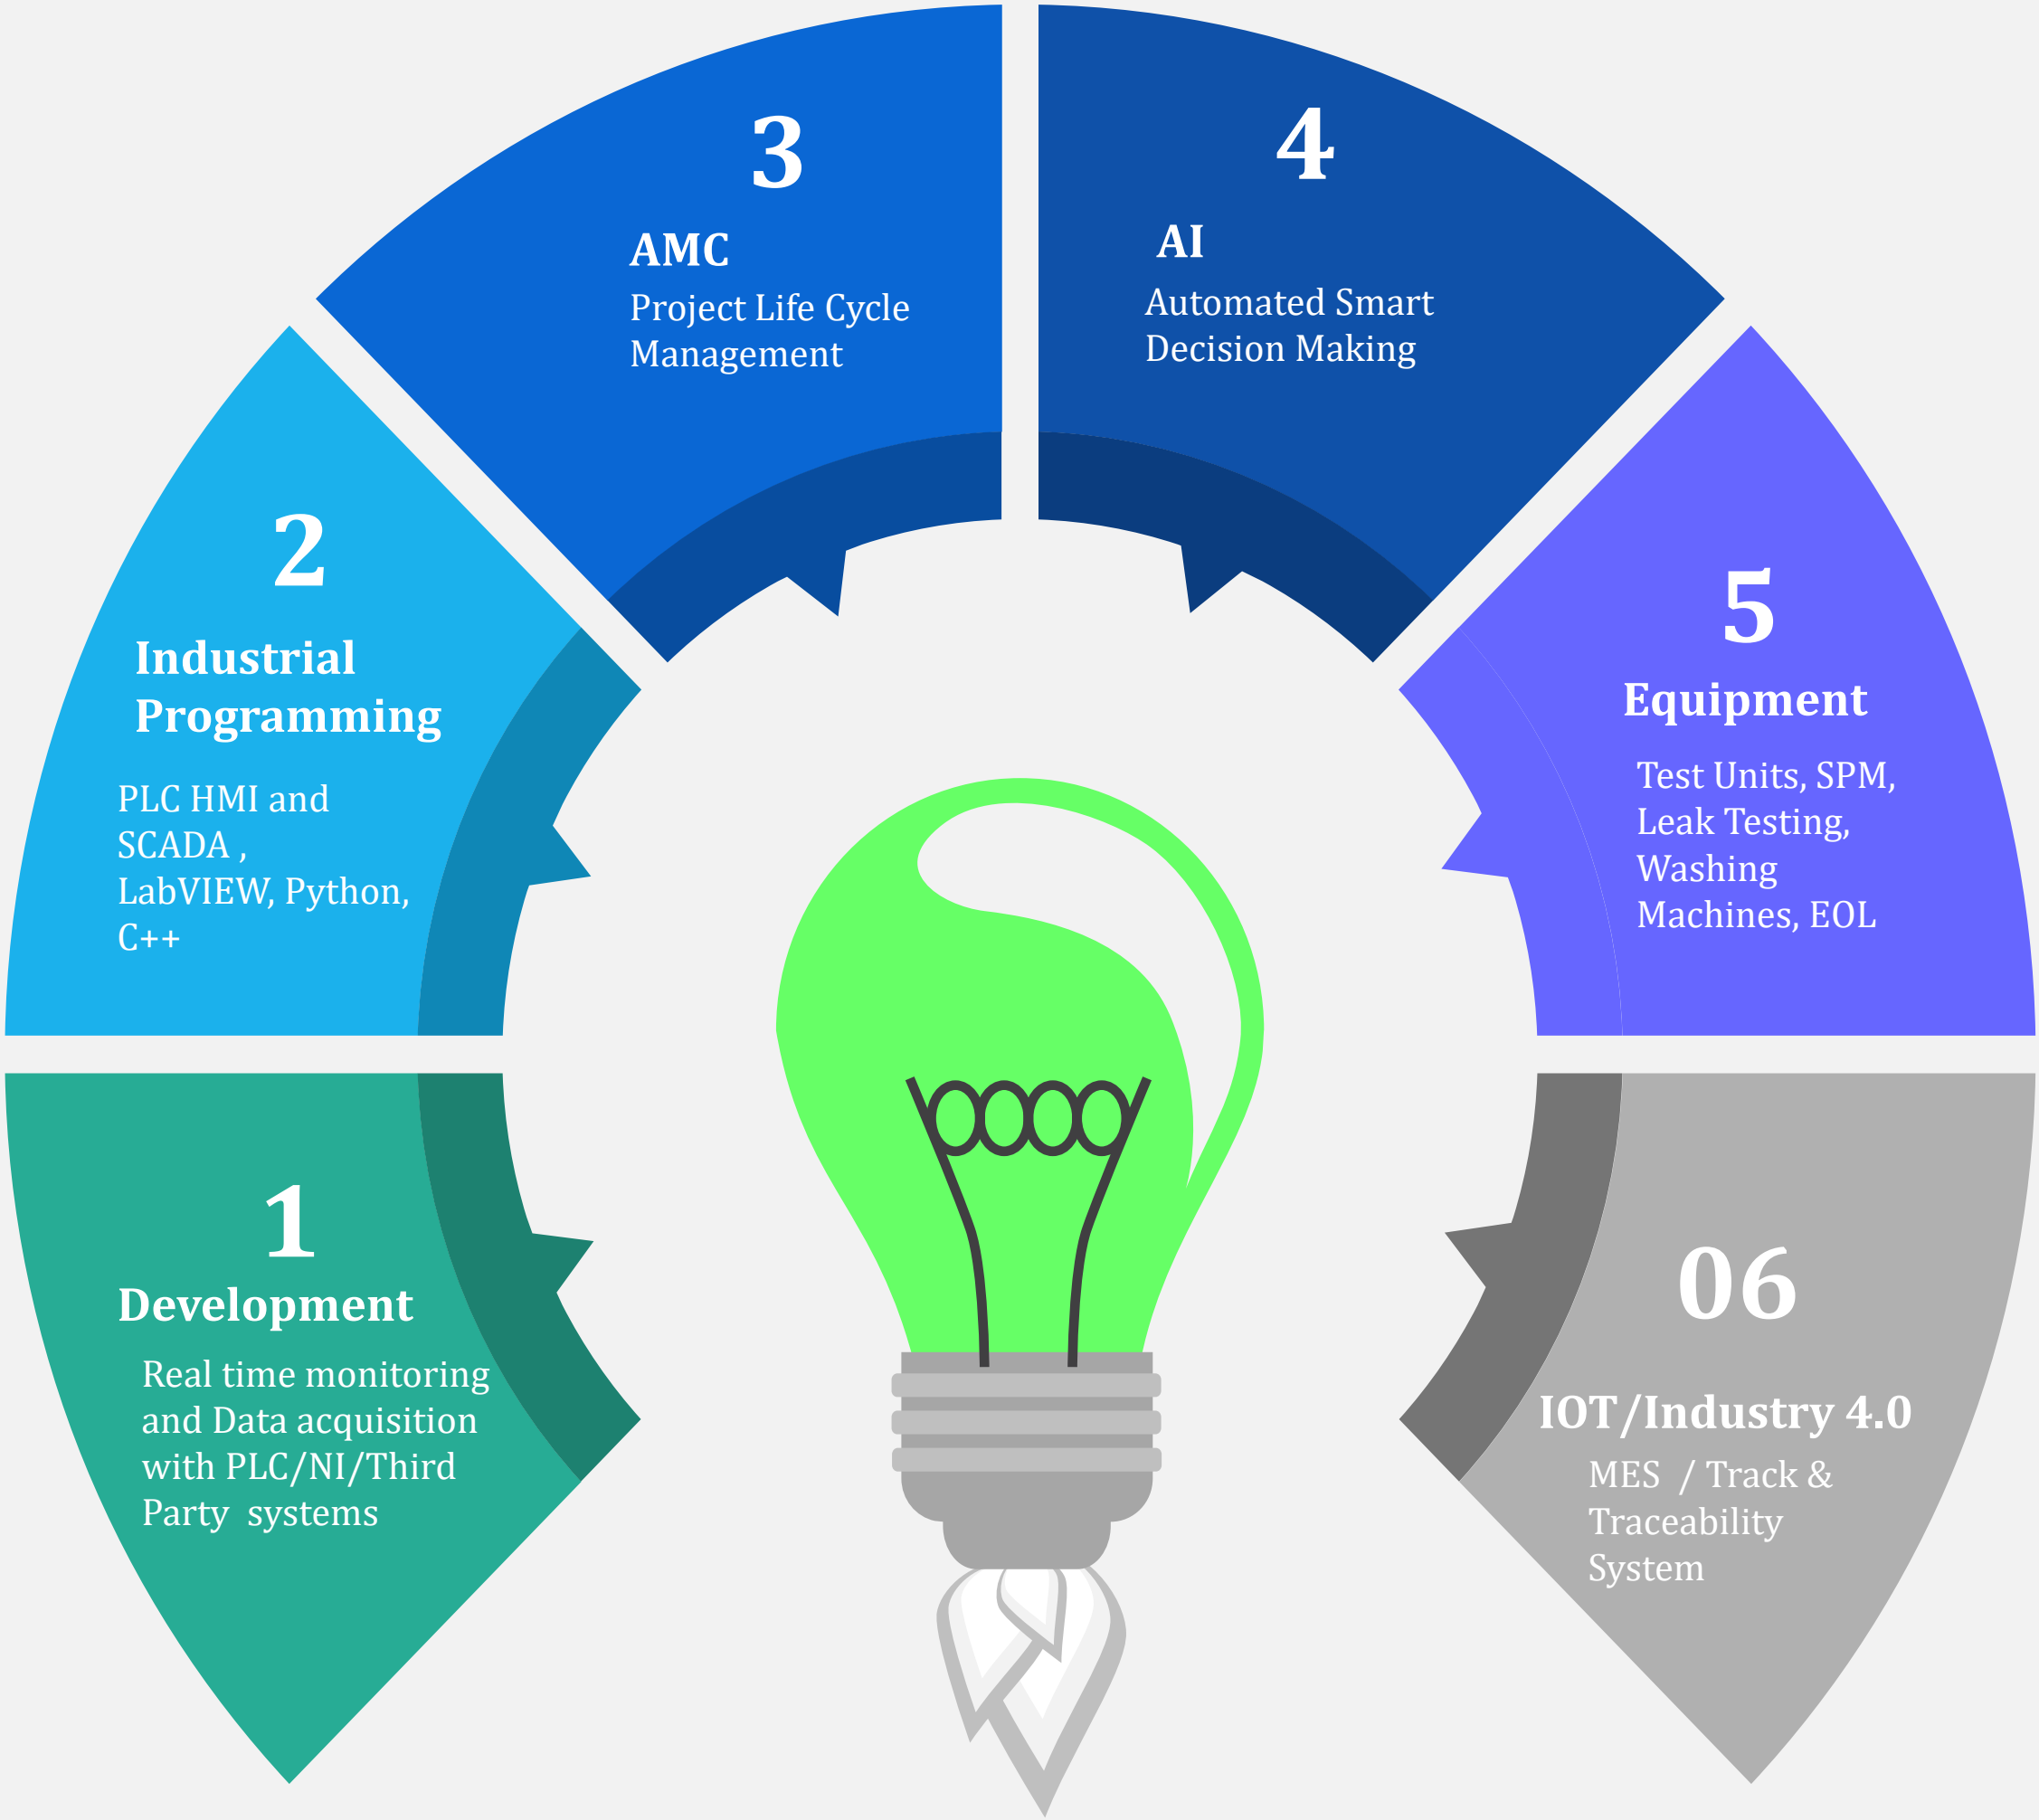 1
Development
Real time monitoring
and Data acquisition
with PLC/NI/Third
Party  systems
2
Industrial
Programming
PLC HMI and
SCADA ,
LabVIEW, Python,
C++
3
AMC
Project Life Cycle
Management
4
AI
Automated Smart
Decision Making
5
Equipment
Test Units, SPM,
Leak Testing,
Washing
Machines, EOL
06
IOT/Industry 4.0
MES  / Track &
Traceability
System